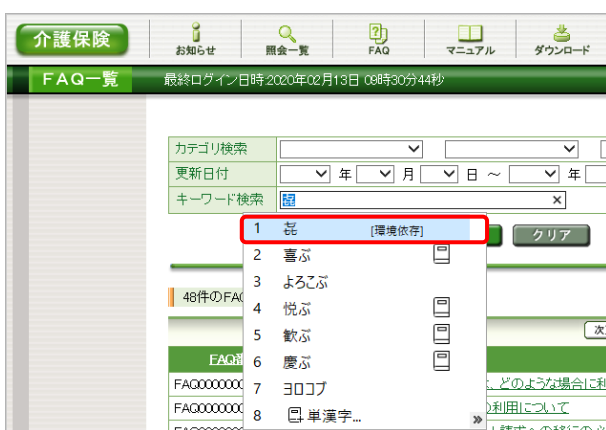 介護保険
お知らせ
照会一覧
FAQ
マニュアル
ダウンロード
FAQ一覧
最終ログイン日時:2020年02月13日 09時30分44秒
カテゴリ検索
更新日付 年 月 日 ～ 年
キーワード検索 㐂 ×
1 㐂 [環境依存]
クリア
2 喜ぶ
3 よろこぶ
48件のFA
4 悦ぶ
5 歓ぶ
6 慶ぶ
7 ヨロコブ
8 単漢字... »
次
FAQ
FAQ0000000
、どのような場合に利
FAQ0000000
利用について